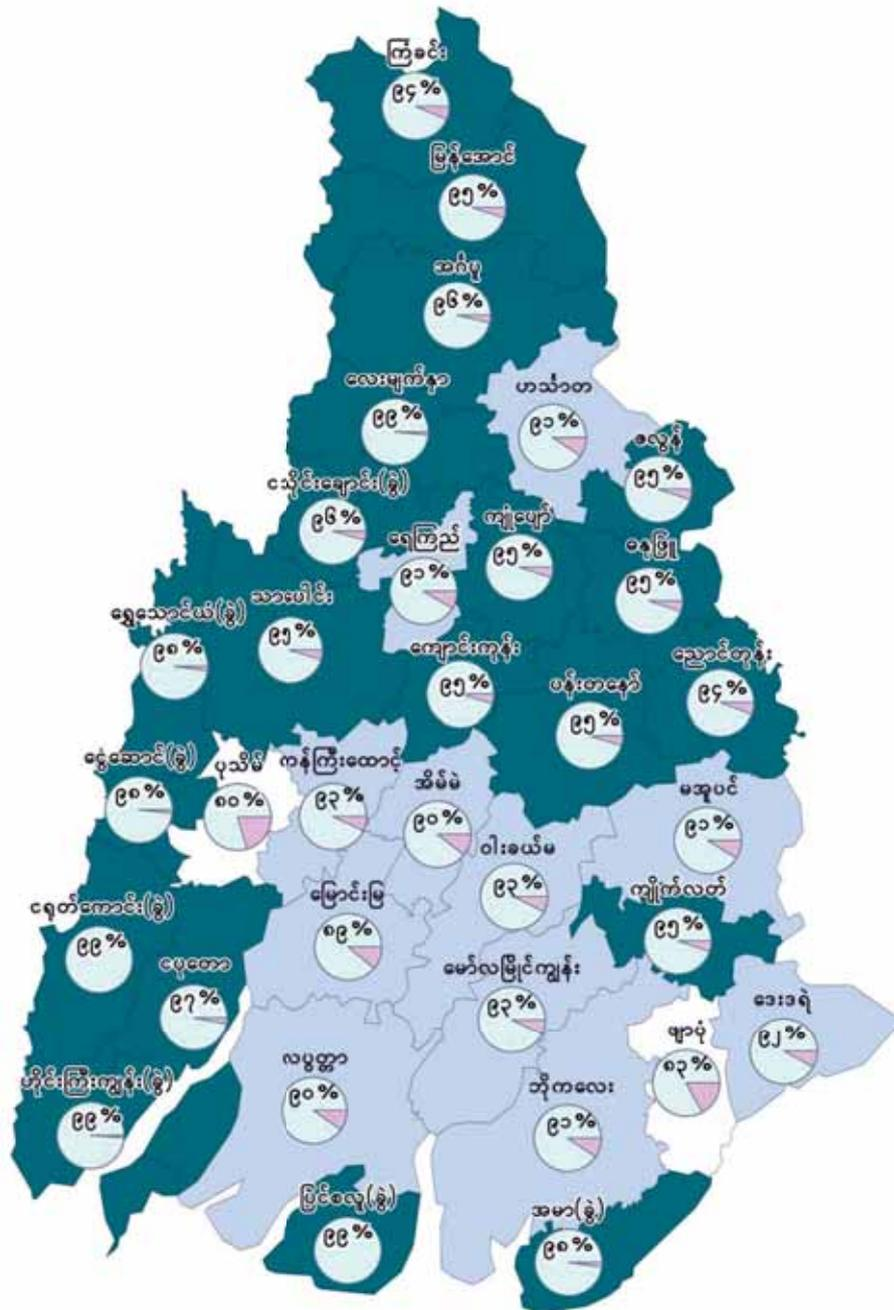 ကြံခင်း
၉၄%
မြန်အောင်
၉၅%
အင်္ဂပူ
၉၆%
လေးမျက်နှာ
၉၉%
ဟင်္သာတ
၉၁%
ဇလွန်
၉၅%
ငသိုင်းချောင်း(ခွဲ)
၉၆%
ရေကြည်
၉၁%
ကျုံပျော်
၉၅%
ဓနုဖြူ
၉၅%
ရွှေသောင်ယံ(ခွဲ)
၉၈%
သာပေါင်း
၉၅%
ကျောင်းကုန်း
၉၅%
ပန်းတနော်
၉၅%
ညောင်တုန်း
၉၄%
ငွေဆောင်(ခွဲ)
၉၈%
ပုသိမ်
၈၀%
ကန်ကြီးထောင့်
၉၃%
အိမ်မဲ
၉၀%
ဝါးခယ်မ
၉၃%
မအူပင်
၉၁%
ငရုတ်ကောင်း(ခွဲ)
၉၉%
မြောင်းမြ
၈၉%
ကျိုက်လတ်
၉၅%
ငပုတော
၉၇%
မော်လမြိုင်ကျွန်း
၉၃%
ဖျာပုံ
၈၃%
ဒေးဒရဲ
၉၂%
ဟိုင်းကြီးကျွန်း(ခွဲ)
၉၉%
လပွတ္တာ
၉၀%
ဘိုကလေး
၉၁%
ပြင်စလူ(ခွဲ)
၉၉%
အမာ(ခွဲ)
၉၈%